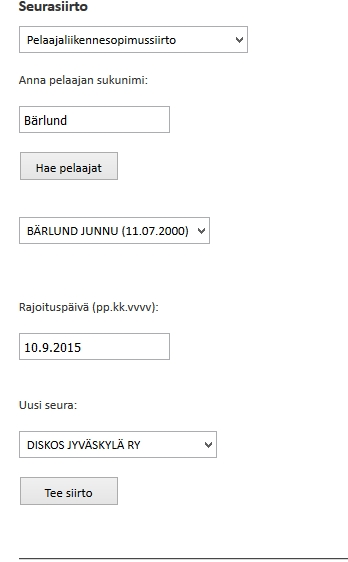 Seurasiirto
Pelaajaliikennesopimussiirto
Anna pelaajan sukunimi:
Bärlund
Hae pelaajat
BÄRLUND JUNNU (11.07.2000)
Rajoituspäivä (pp.kk.vvvv):
10.9.2015
Uusi seura:
DISKOS JYVÄSKYLÄ RY
Tee siirto